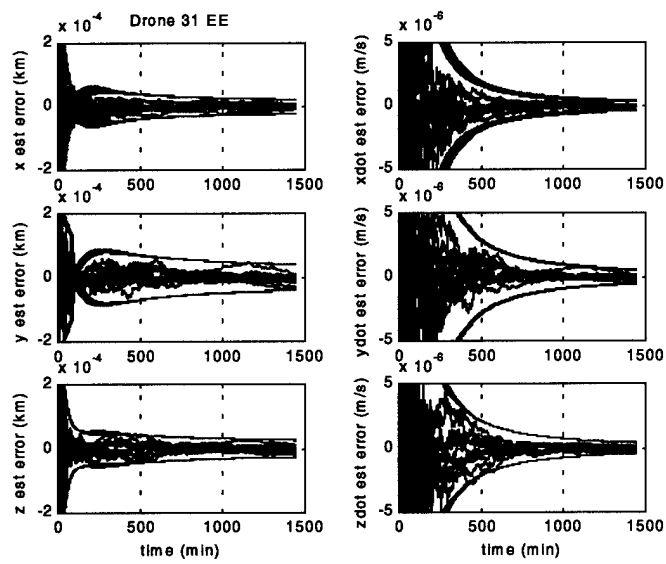 Drone 31 EE
x 10^-4
2
0
-2
x est error (km)
0 500 1000 1500
x 10^-6
5
0
-5
xdot est error (m/s)
0 500 1000 1500
x 10^-4
2
0
-2
y est error (km)
0 500 1000 1500
x 10^-6
5
0
-5
ydot est error (m/s)
0 500 1000 1500
x 10^-4
2
0
-2
z est error (km)
0 500 1000 1500
time (min)
x 10^-6
5
0
-5
zdot est error (m/s)
0 500 1000 1500
time (min)